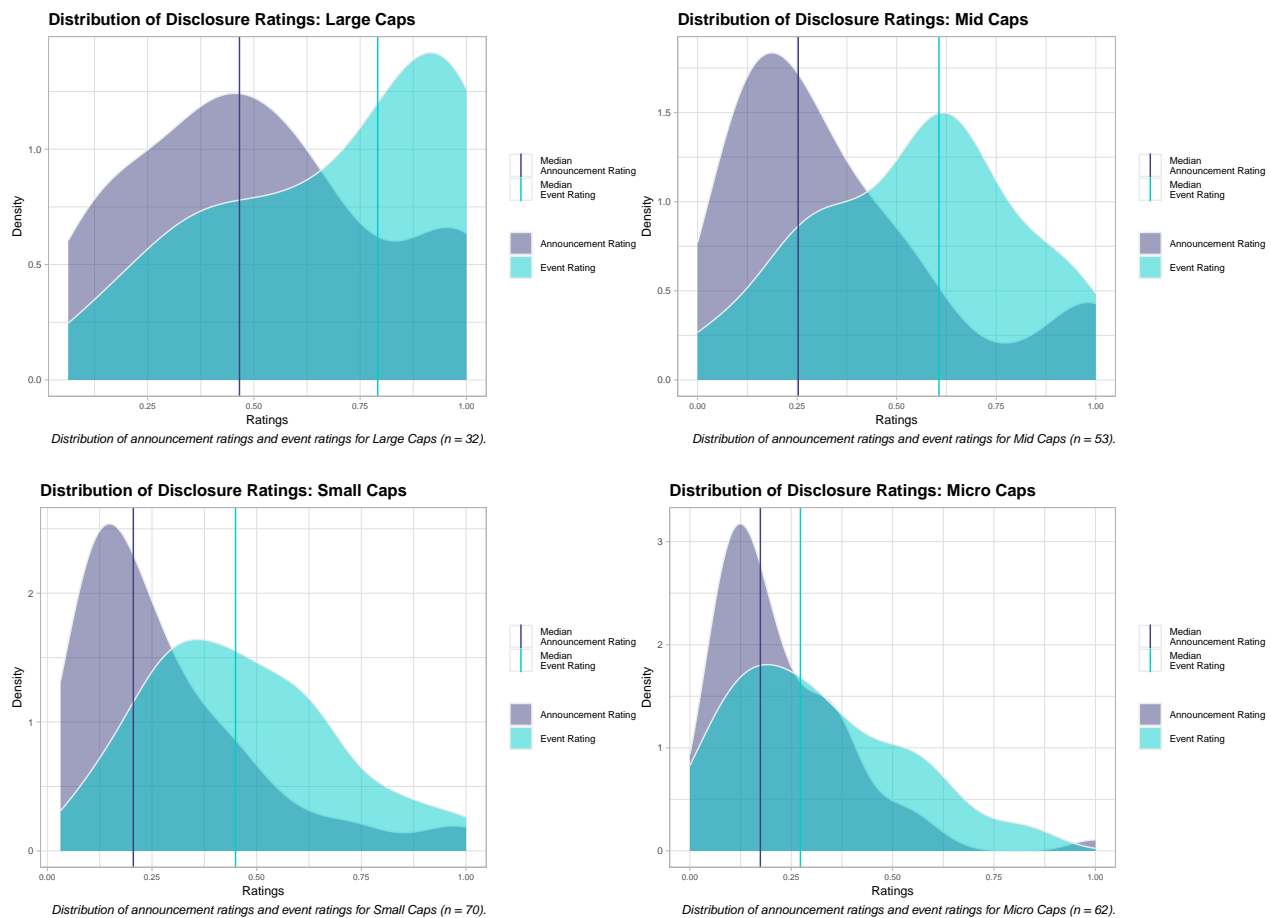 Distribution of Disclosure Ratings: Large Caps
Density
1.0
0.5
0.0
0.25
0.50
0.75
1.00
Ratings
Distribution of announcement ratings and event ratings for Large Caps (n = 32).
Median
Announcement Rating
Median
Event Rating
Announcement Rating
Event Rating
Distribution of Disclosure Ratings: Mid Caps
Density
1.5
1.0
0.5
0.0
0.00
0.25
0.50
0.75
1.00
Ratings
Distribution of announcement ratings and event ratings for Mid Caps (n = 53).
Median
Announcement Rating
Median
Event Rating
Announcement Rating
Event Rating
Distribution of Disclosure Ratings: Small Caps
Density
2
1
0
0.00
0.25
0.50
0.75
1.00
Ratings
Distribution of announcement ratings and event ratings for Small Caps (n = 70).
Median
Announcement Rating
Median
Event Rating
Announcement Rating
Event Rating
Distribution of Disclosure Ratings: Micro Caps
Density
3
2
1
0
0.00
0.25
0.50
0.75
1.00
Ratings
Distribution of announcement ratings and event ratings for Micro Caps (n = 62).
Median
Announcement Rating
Median
Event Rating
Announcement Rating
Event Rating